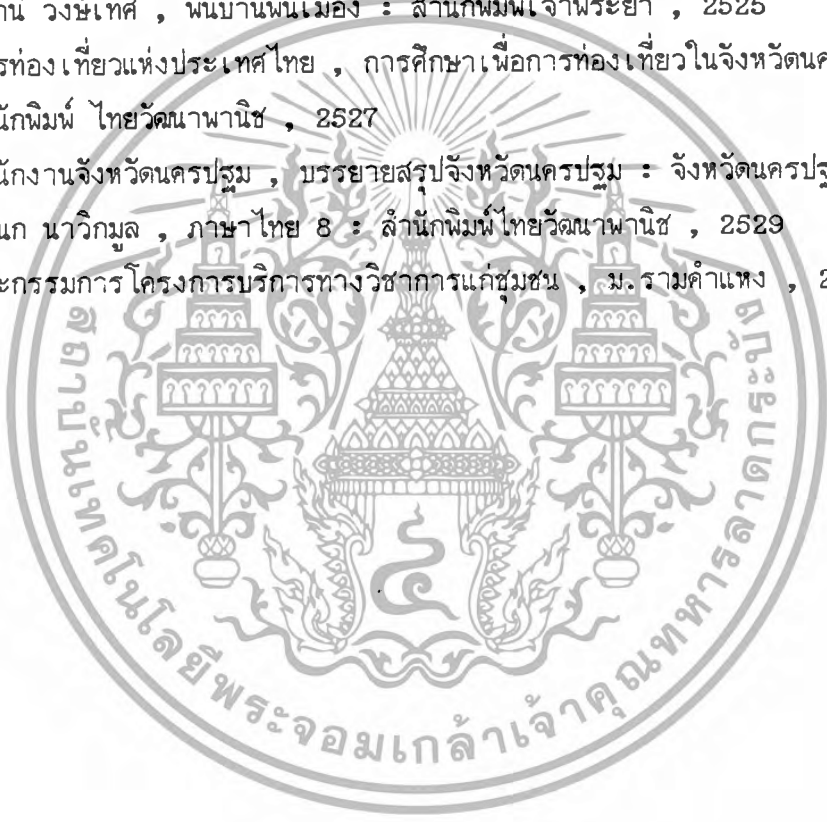 วงษ์เทศ , พื้นบ้านพื้นเมือง : สำนักพิมพ์เจ้าพระยา , 2525
รท่องเที่ยวแห่งประเทศไทย , การศึกษาเพื่อการท่องเที่ยวในจังหวัดนค
นักพิมพ์ ไทยวัฒนาพานิช , 2527
นักงานจังหวัดนครปฐม , บรรยายสรุปจังหวัดนครปฐม : จังหวัดนครปฐ
นก นาวิกมูล , ภาษาไทย 8 : สำนักพิมพ์ไทยวัฒนาพานิช , 2529
ะกรรมการโครงการบริการทางวิชาการแก่ชุมชน , ม.รามคำแหง , 2
สถาบันเทคโนโลยีพระจอมเกล้าเจ้าคุณทหารลาดกระบัง
๔